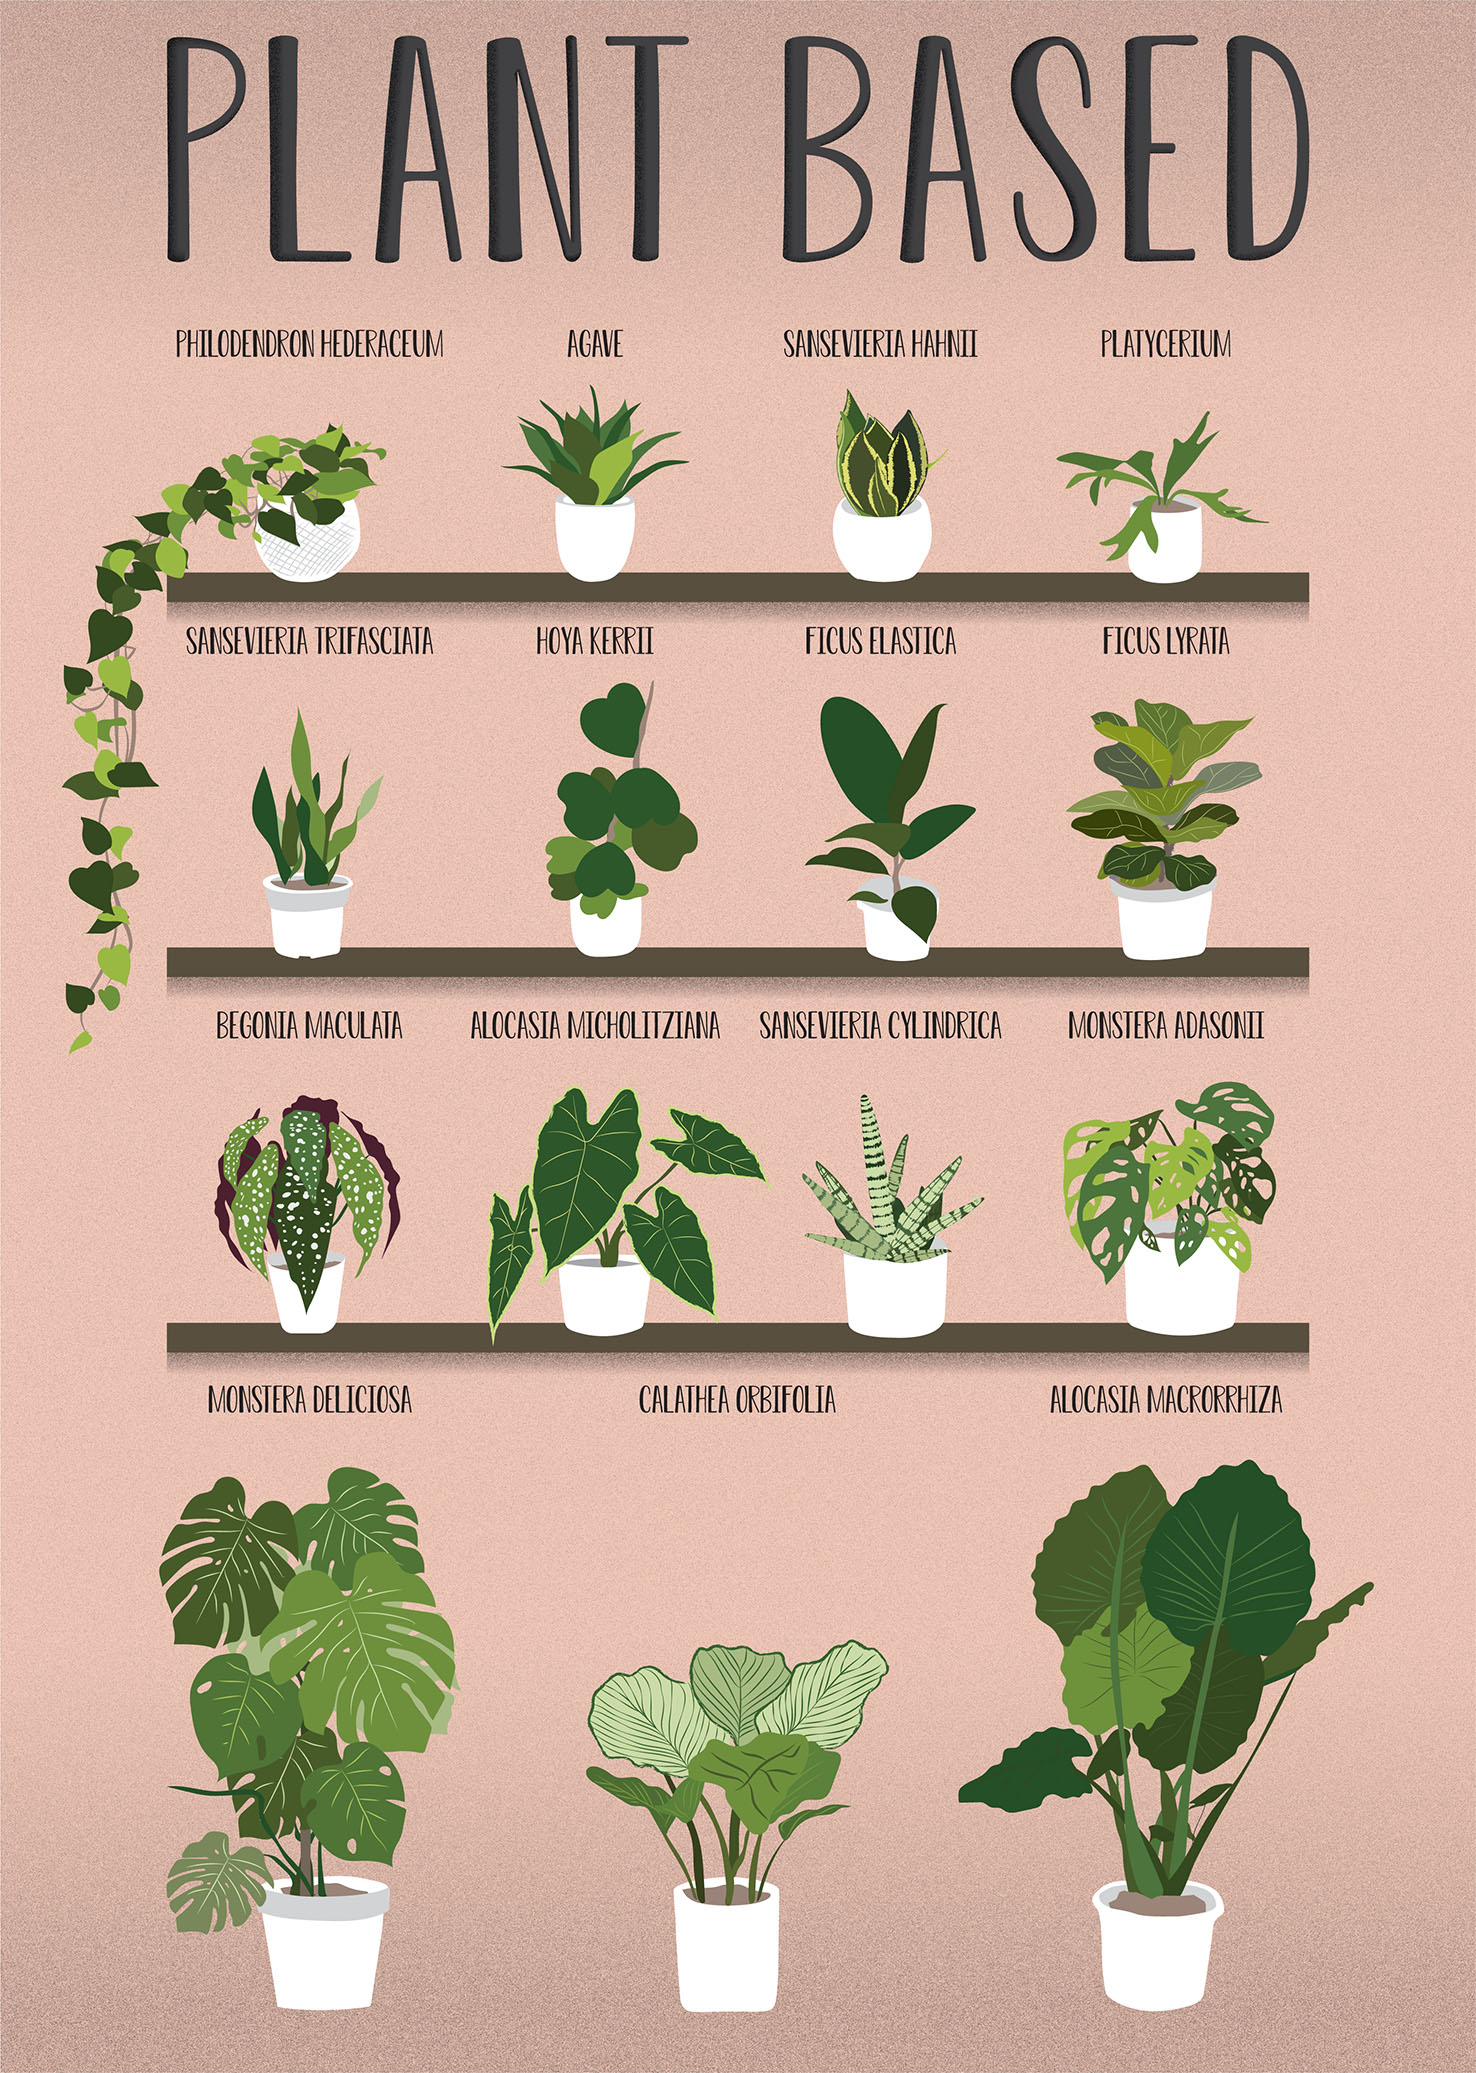 PLANT BASED
PHILODENDRON HEDERACEUM AGAVE SANSEVIERIA HAHNII PLATYCERIUM
SANSEVIERIA TRIFASCIATA HOYA KERRII FICUS ELASTICA FICUS LYRATA
BEGONIA MACULATA ALOCASIA MICHOLITZIANA SANSEVIERIA CYLINDRICA MONSTERA ADASONII
MONSTERA DELICIOSA CALATHEA ORBIFOLIA ALOCASIA MACRORRHIZA